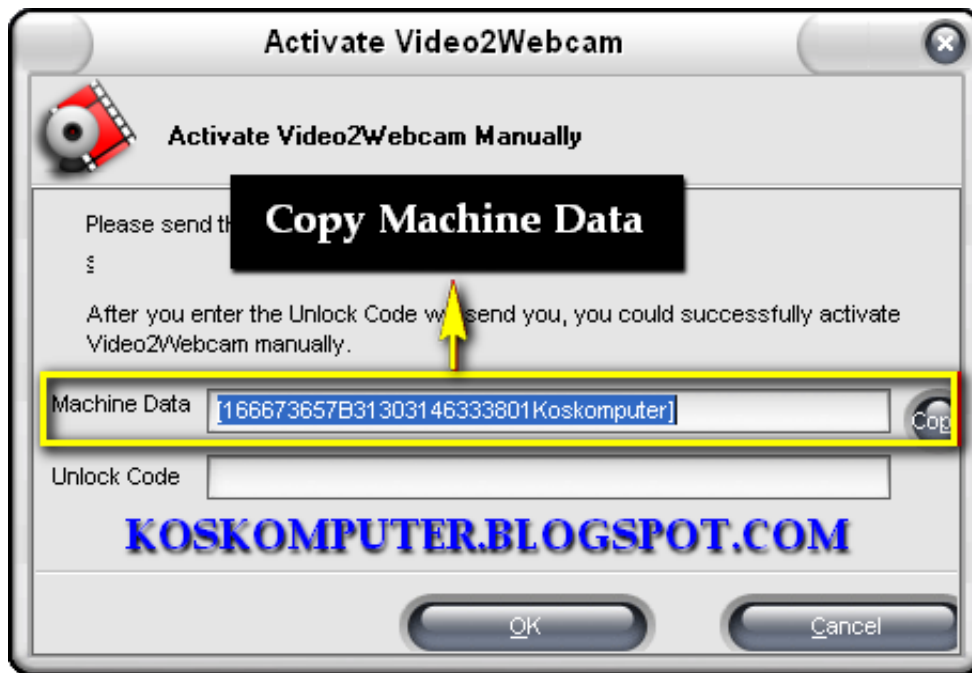 Activate Video2Webcam
Activate Video2Webcam Manually
Please send
Copy Machine Data
After you enter the Unlock Code we send you, you could successfully activate
Video2Webcam manually.
Machine Data [166673657B31303146333801Koskomputer] Cop
Unlock Code
KOSKOMPUTER.BLOGSPOT.COM
OK Cancel